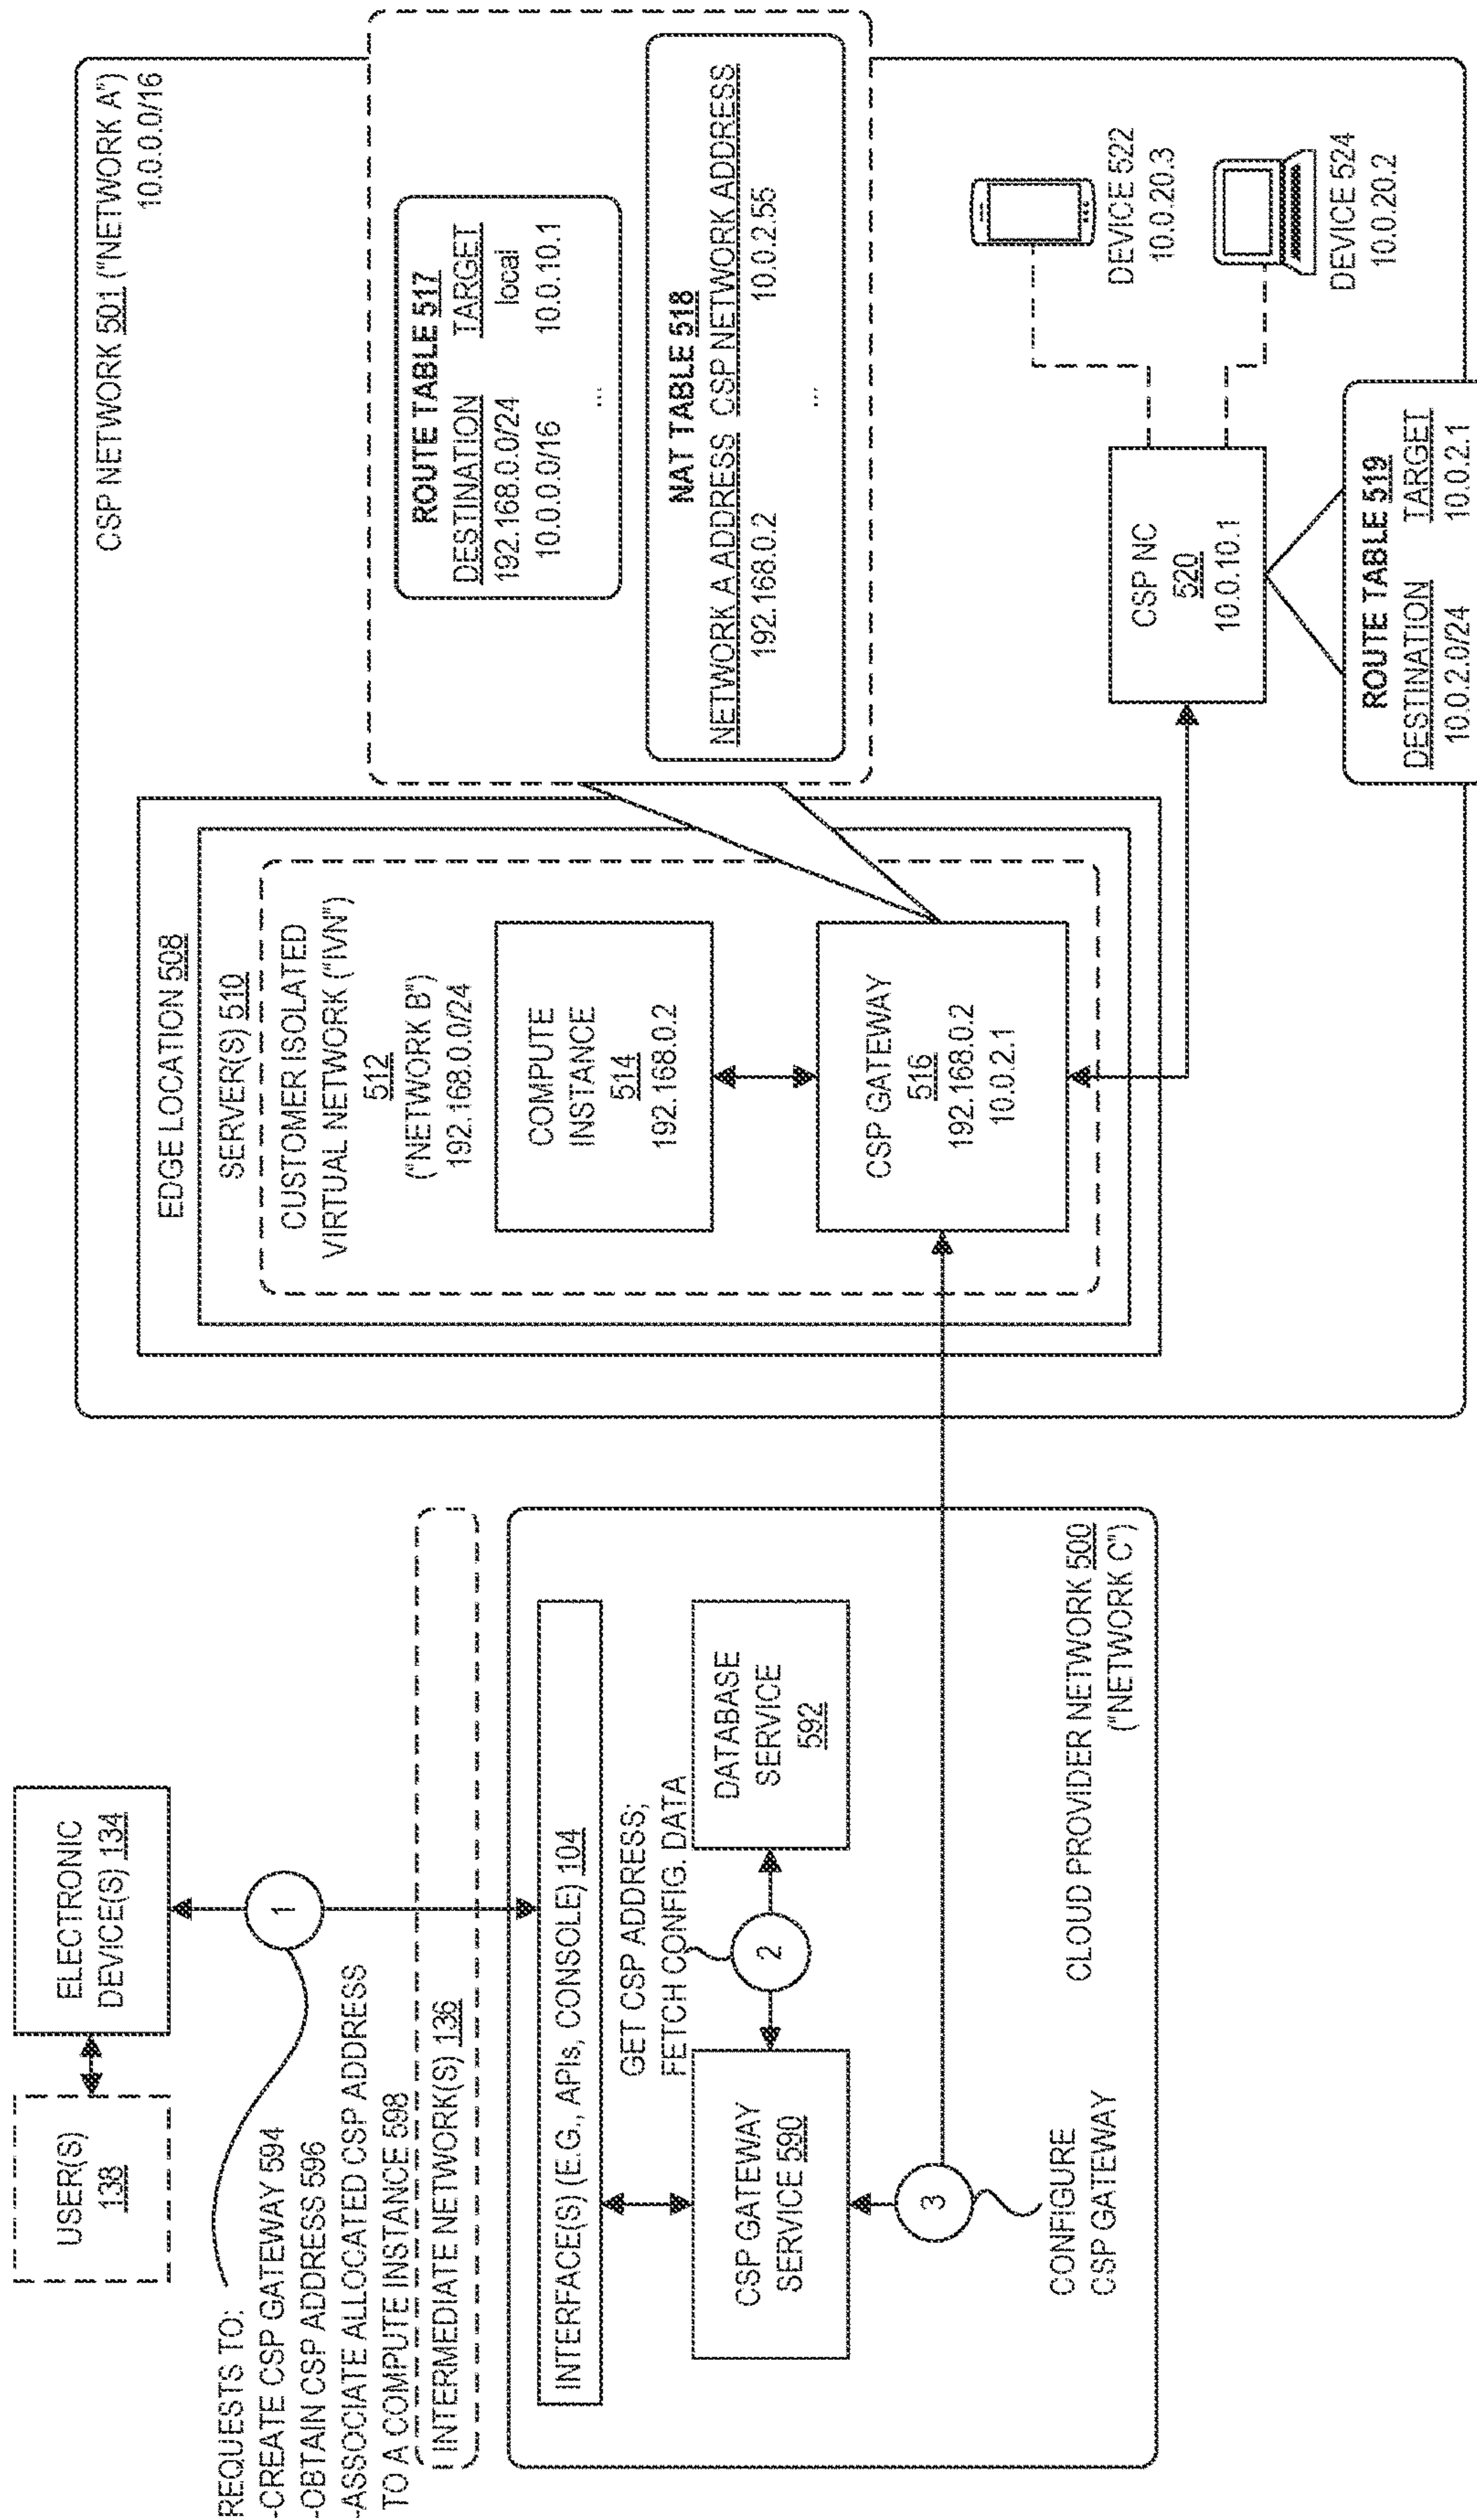 USER(S)
138
ELECTRONIC
DEVICE(S) 134
REQUESTS TO:
-CREATE CSP GATEWAY 594
-OBTAIN CSP ADDRESS 596
-ASSOCIATE ALLOCATED CSP ADDRESS
TO A COMPUTE INSTANCE 598
1
INTERMEDIATE NETWORK(S) 136
INTERFACE(S) (E.G., APIs, CONSOLE) 104
GET CSP ADDRESS;
FETCH CONFIG. DATA
CSP GATEWAY
SERVICE 590
2
DATABASE
SERVICE
592
3
CONFIGURE
CSP GATEWAY
CLOUD PROVIDER NETWORK 500
("NETWORK C")
CSP NETWORK 501 ("NETWORK A")
10.0.0.0/16
EDGE LOCATION 508
SERVER(S) 510
CUSTOMER ISOLATED
VIRTUAL NETWORK ("IVN")
512
("NETWORK B")
192.168.0.0/24
COMPUTE
INSTANCE
514
192.168.0.2
CSP GATEWAY
516
192.168.0.2
10.0.2.1
ROUTE TABLE 517
DESTINATION TARGET
192.168.0.0/24 local
10.0.0.0/16 10.0.10.1
...
NAT TABLE 518
NETWORK A ADDRESS CSP NETWORK ADDRESS
192.168.0.2 10.0.2.55
...
CSP NC
520
10.0.10.1
DEVICE 522
10.0.20.3
DEVICE 524
10.0.20.2
ROUTE TABLE 519
DESTINATION TARGET
10.0.2.0/24 10.0.2.1